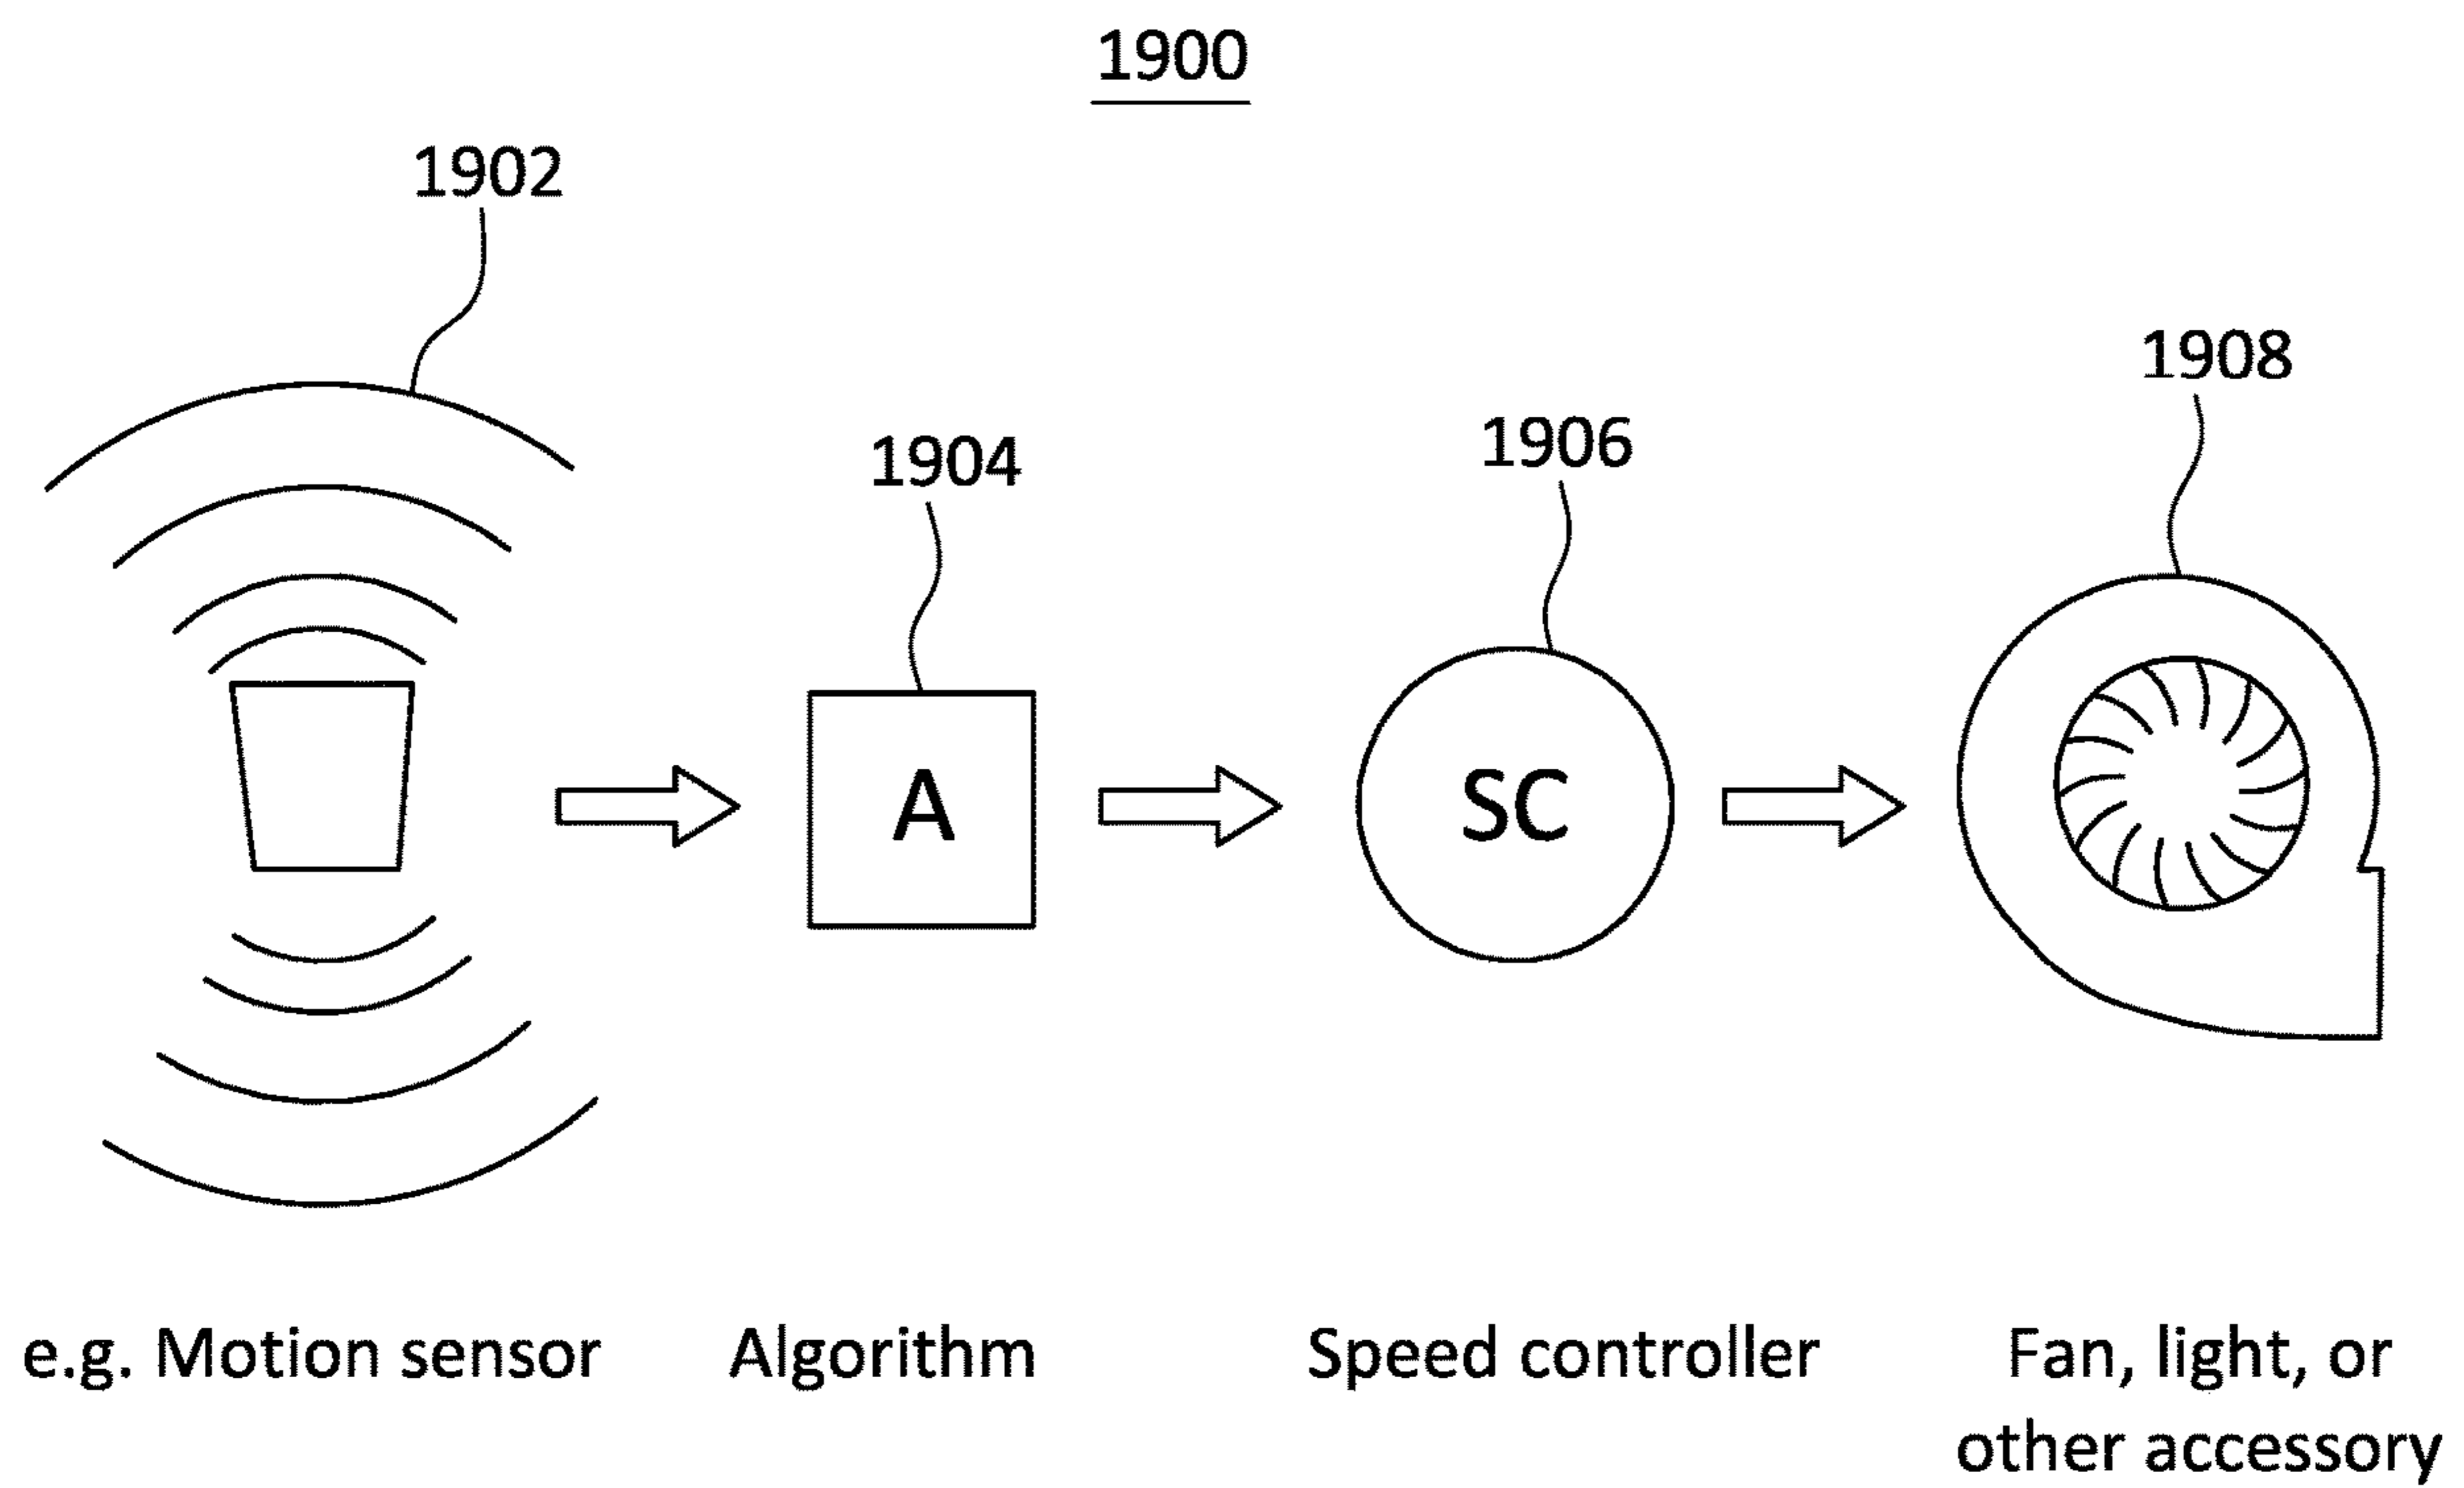 1900
1902
1904
1906
1908
A
SC
e.g. Motion sensor
Algorithm
Speed controller
Fan, light, or
other accessory